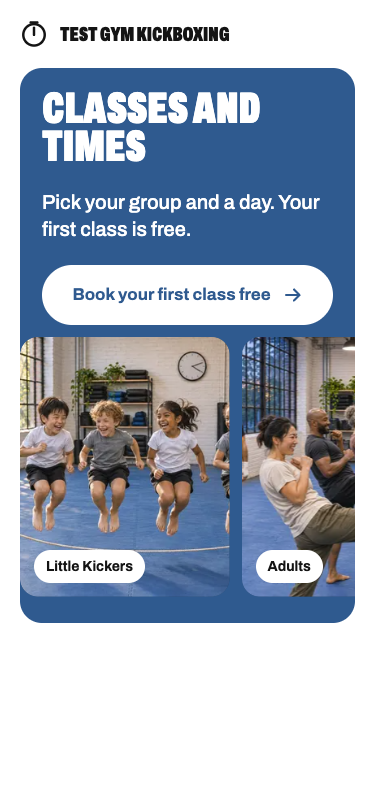 TEST GYM KICKBOXING
CLASSES AND
TIMES
Pick your group and a day. Your
first class is free.
Book your first class free
Little Kickers
Adults